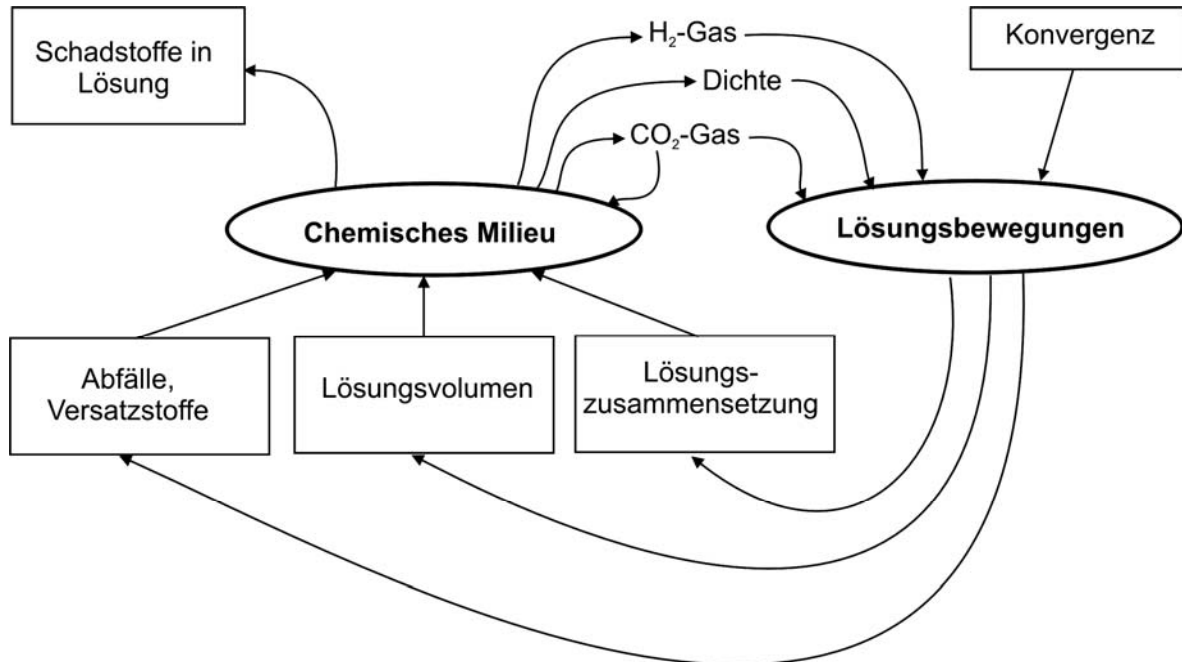 Schadstoffe in
Lösung
H₂-Gas
Dichte
CO₂-Gas
Konvergenz
Chemisches Milieu
Lösungsbewegungen
Abfälle,
Versatzstoffe
Lösungsvolumen
Lösungs-
zusammensetzung